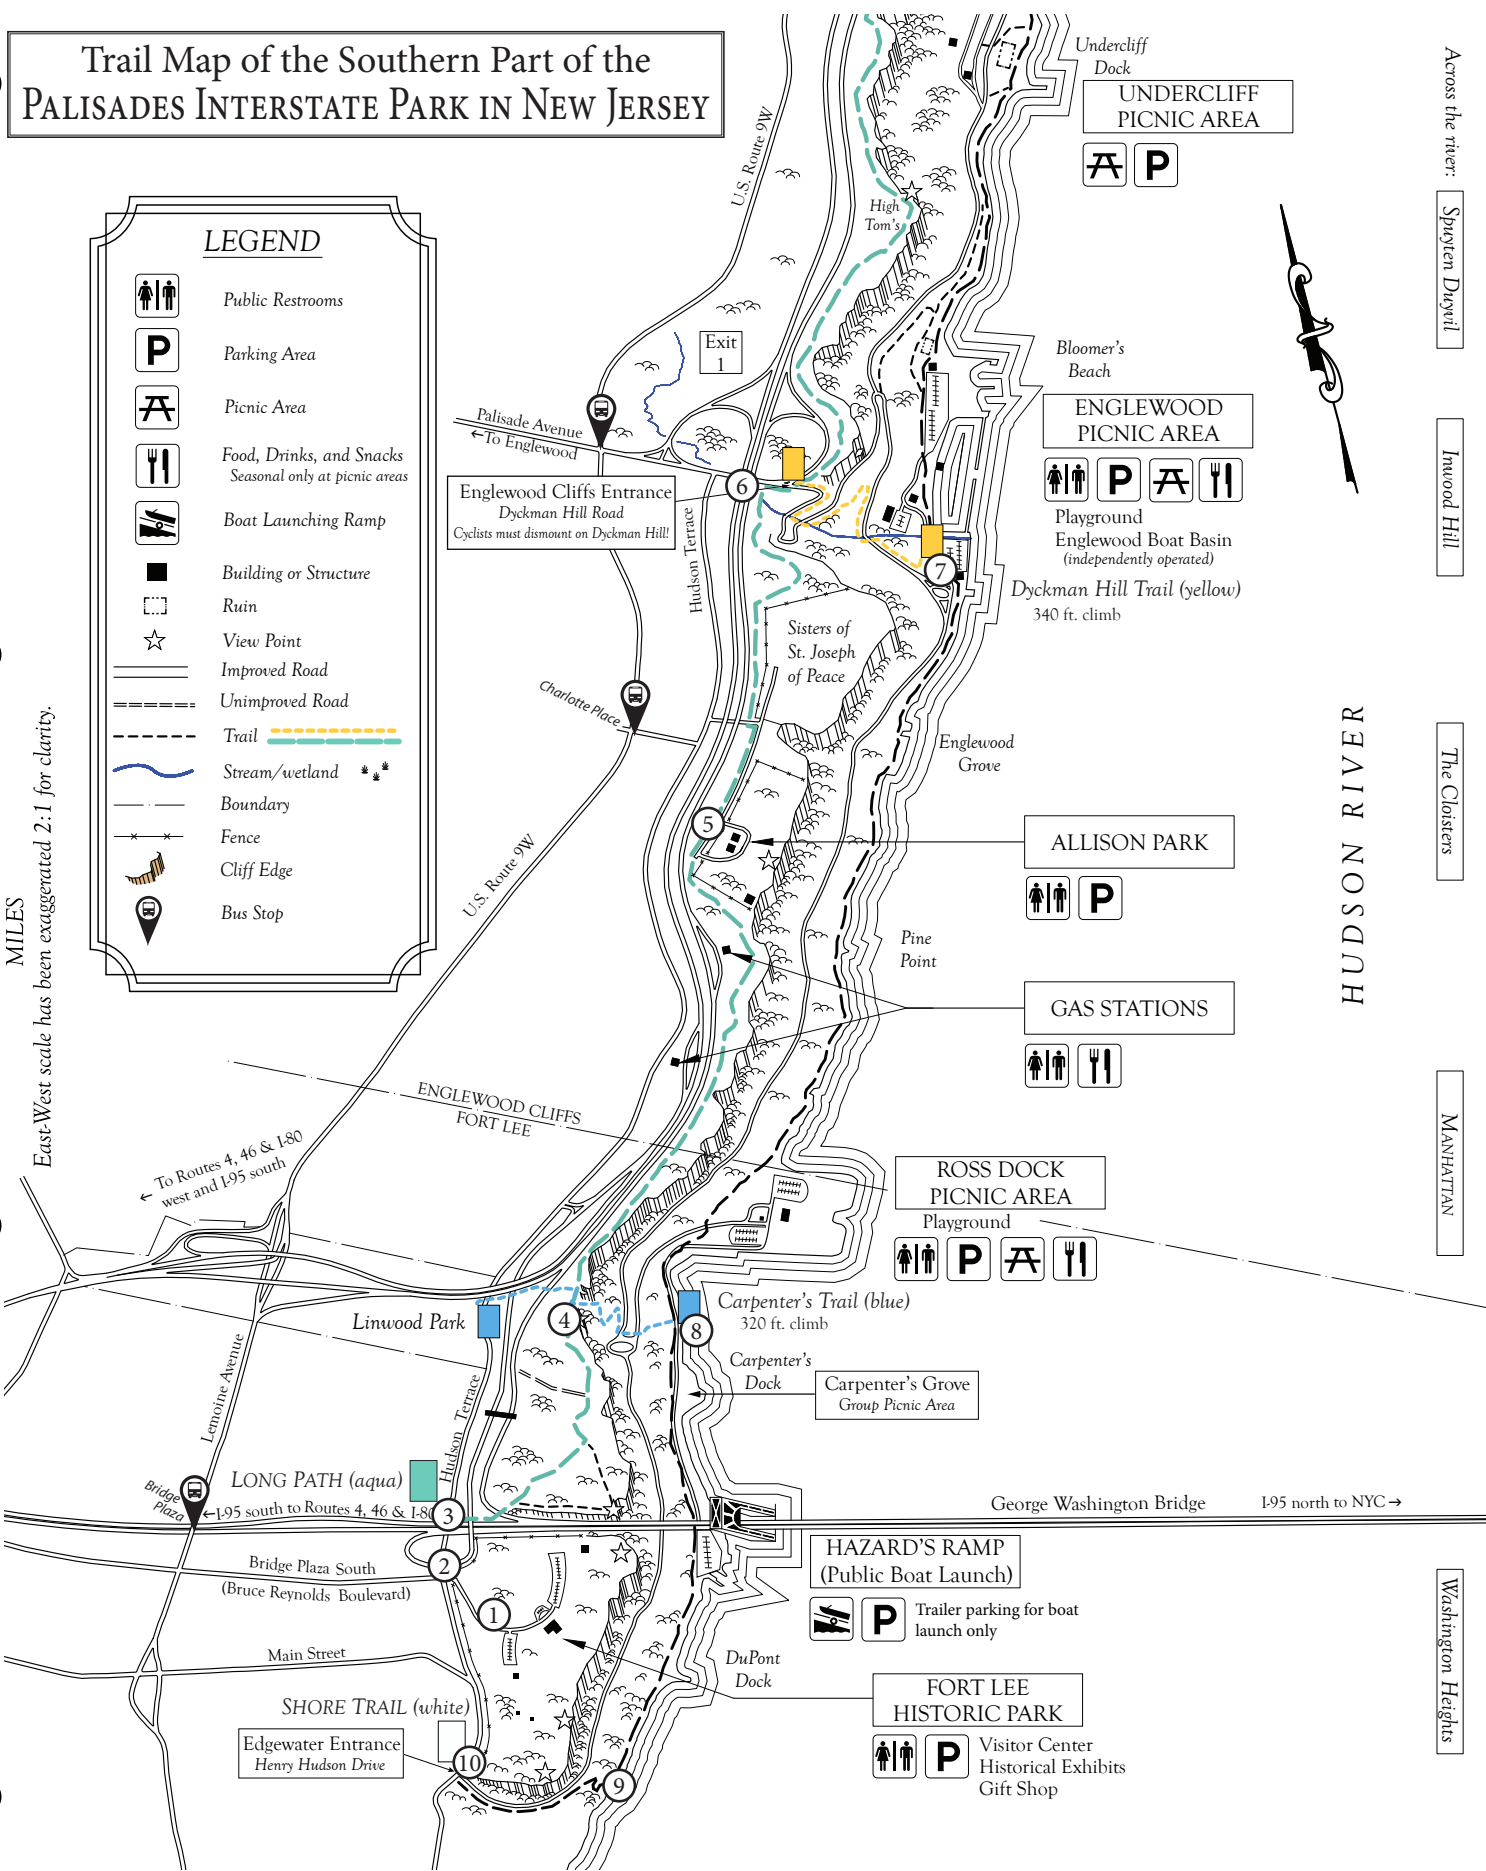 Trail Map of the Southern Part of the
PALISADES INTERSTATE PARK IN NEW JERSEY
LEGEND
Public Restrooms
P
Parking Area
Picnic Area
Food, Drinks, and Snacks
Seasonal only at picnic areas
Boat Launching Ramp
Building or Structure
Ruin
View Point
Improved Road
Unimproved Road
Trail
Stream/wetland
Boundary
Fence
Cliff Edge
Bus Stop
MILES
East-West scale has been exaggerated 2:1 for clarity.
U.S. Route 9W
Undercliff
Dock
UNDERCLIFF
PICNIC AREA
P
High
Tom's
Exit
1
Palisade Avenue
←To Englewood
Bloomer's
Beach
ENGLEWOOD
PICNIC AREA
P
Playground
Englewood Boat Basin
(independently operated)
6
Englewood Cliffs Entrance
Dyckman Hill Road
Cyclists must dismount on Dyckman Hill!
7
Dyckman Hill Trail (yellow)
340 ft. climb
Hudson Terrace
Sisters of
St. Joseph
of Peace
Charlotte Place
Englewood
Grove
5
ALLISON PARK
P
U.S. Route 9W
Pine
Point
GAS STATIONS
ENGLEWOOD CLIFFS
FORT LEE
← To Routes 4, 46 & I-80
west and I-95 south
ROSS DOCK
PICNIC AREA
Playground
P
Linwood Park
4
Carpenter's Trail (blue)
320 ft. climb
8
Carpenter's
Dock
Carpenter's Grove
Group Picnic Area
Lemoine Avenue
Hudson Terrace
LONG PATH (aqua)
Bridge
Plaza
←I-95 south to Routes 4, 46 & I-80
3
George Washington Bridge
I-95 north to NYC→
HAZARD'S RAMP
(Public Boat Launch)
P
Trailer parking for boat
launch only
2
Bridge Plaza South
(Bruce Reynolds Boulevard)
1
Main Street
DuPont
Dock
FORT LEE
HISTORIC PARK
P
Visitor Center
Historical Exhibits
Gift Shop
SHORE TRAIL (white)
Edgewater Entrance
Henry Hudson Drive
10
9
HUDSON RIVER
Across the river:
Spuyten Duyvil
Inwood Hill
The Cloisters
MANHATTAN
Washington Heights